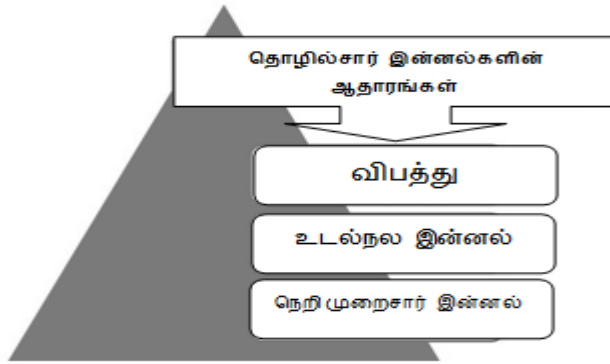 தொழில்சார் இன்னல்களின்
ஆதாரங்கள்
விபத்து
உடல்நல இன்னல்
நெறிமுறைசார் இன்னல்